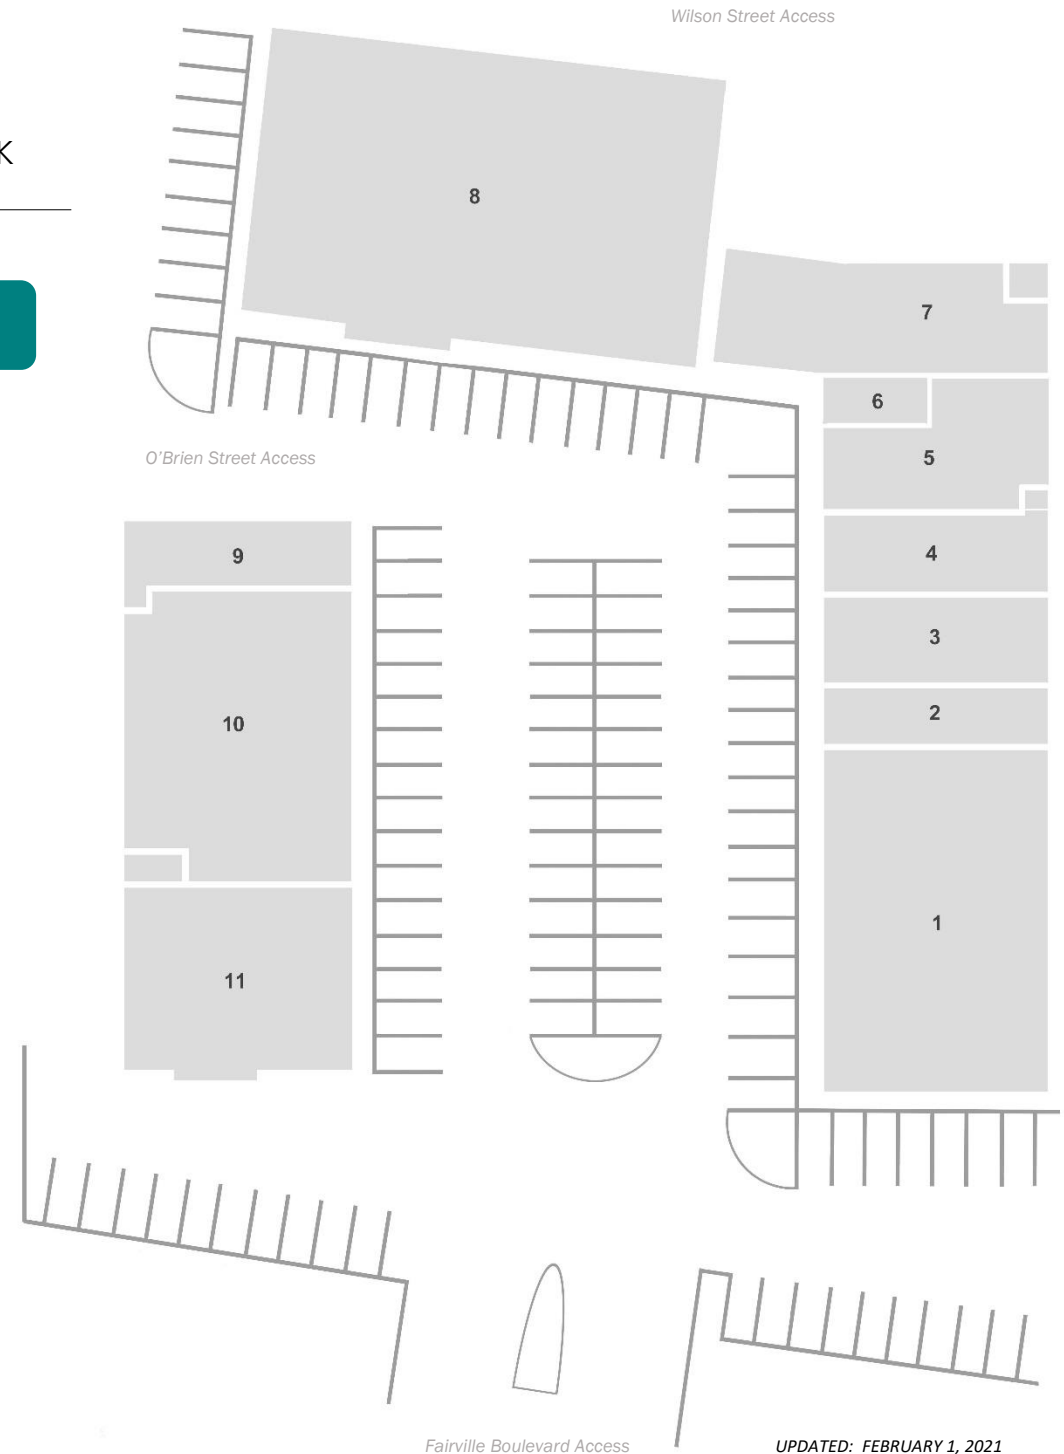 Wilson Street Access
K
8
7
6
O'Brien Street Access
5
9
4
3
2
10
1
11
Fairville Boulevard Access
UPDATED: FEBRUARY 1, 2021